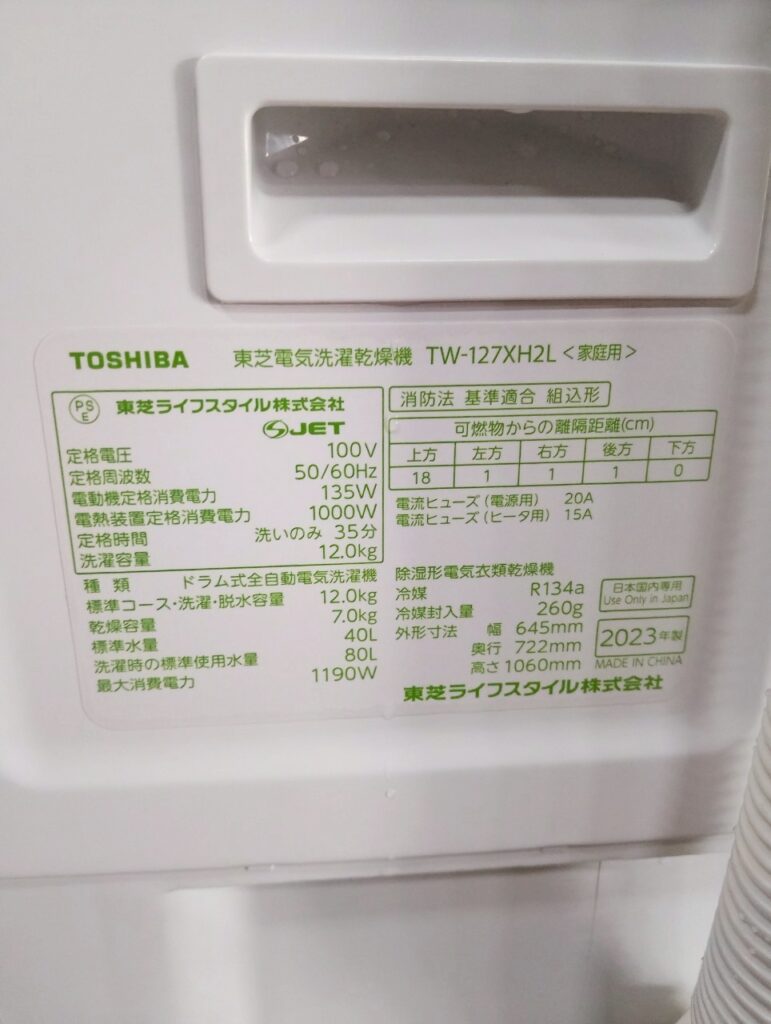 TOSHIBA 東芝電気洗濯乾燥機 TW-127XH2L <家庭用>
PS
E
東芝ライフスタイル株式会社
JET
定格電圧 100V
定格周波数 50/60Hz
電動機定格消費電力 135W
電熱装置定格消費電力 1000W
定格時間 洗いのみ 35分
洗濯容量 12.0kg
種類 ドラム式全自動電気洗濯機
標準コース・洗濯・脱水容量 12.0kg
乾燥容量 7.0kg
標準水量 40L
洗濯時の標準使用水量 80L
最大消費電力 1190W
消防法 基準適合 組込形
可燃物からの離隔距離(cm)
上方 左方 右方 後方 下方
18 1 1 1 0
電流ヒューズ (電源用) 20A
電流ヒューズ (ヒータ用) 15A
除湿形電気衣類乾燥機
冷媒 R134a
冷媒封入量 260g
外形寸法 幅 645mm
奥行 722mm
高さ 1060mm
日本国内専用
Use Only in Japan
2023年製
MADE IN CHINA
東芝ライフスタイル株式会社